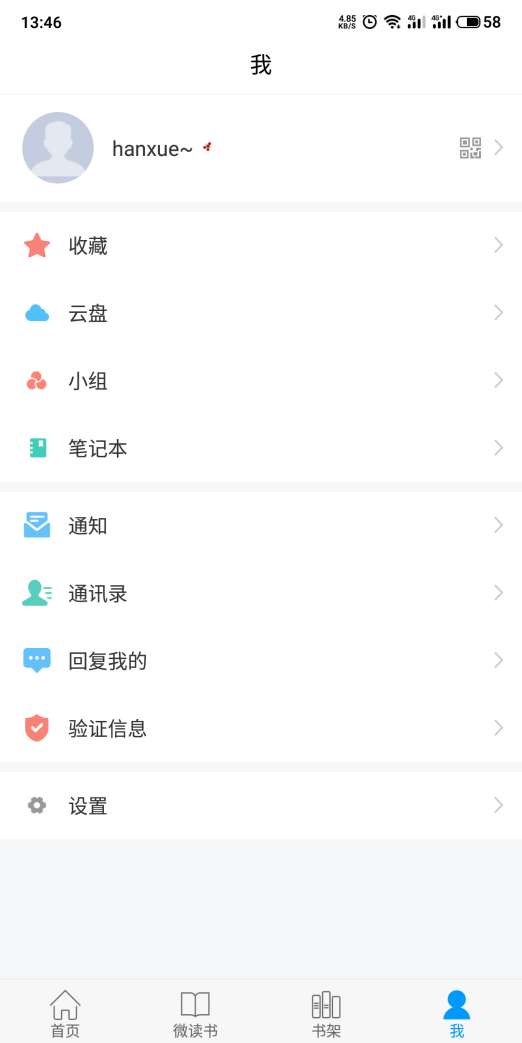 13:46
4.85 KB/S 4G 4G 58
我
hanxue~
收藏
云盘
小组
笔记本
通知
通讯录
回复我的
验证信息
设置
首页 微读书 书架 我